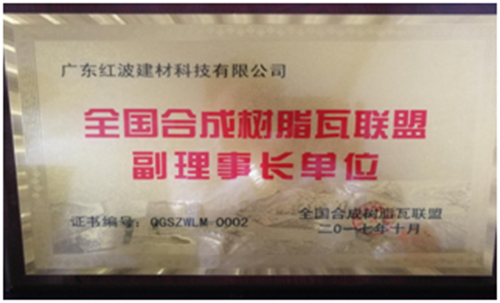 广东红波建材科技有限公司
全国合成树脂瓦联盟
副理事长单位
证书编号：QGSZWLM-0002
全国合成树脂瓦联盟
二〇一七年十月